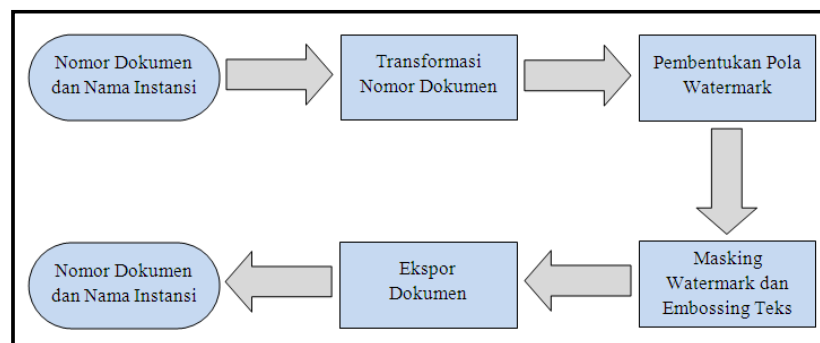 Nomor Dokumen
dan Nama Instansi
Transformasi
Nomor Dokumen
Pembentukan Pola
Watermark
Masking
Watermark dan
Embossing Teks
Ekspor
Dokumen
Nomor Dokumen
dan Nama Instansi